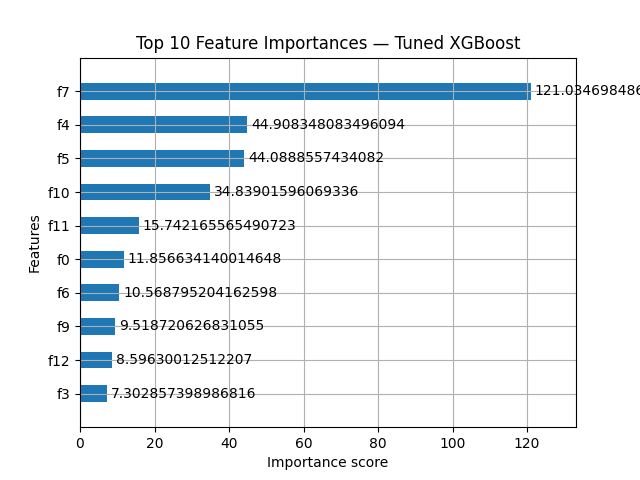 Top 10 Feature Importances — Tuned XGBoost
f7 121.034698486
f4 44.908348083496094
f5 44.0888557434082
f10 34.83901596069336
f11 15.742165565490723
f0 11.856634140014648
f6 10.568795204162598
f9 9.518720626831055
f12 8.59630012512207
f3 7.302857398986816
Features
0 20 40 60 80 100 120
Importance score